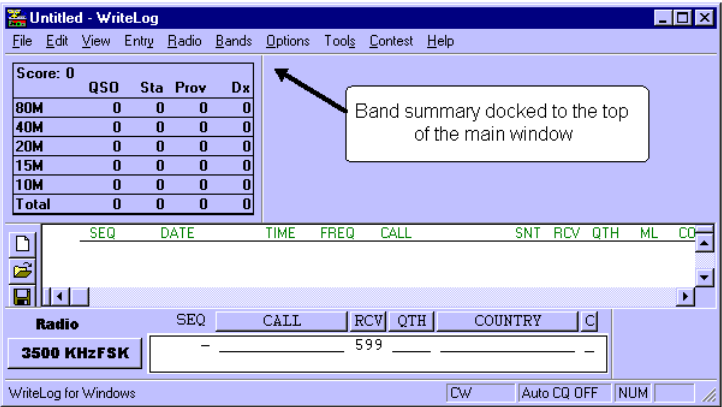 Untitled - WriteLog
File Edit View Entry Radio Bands Options Tools Contest Help
Score: 0
QSO Sta Prov Dx
80M 0 0 0 0
40M 0 0 0 0
20M 0 0 0 0
15M 0 0 0 0
10M 0 0 0 0
Total 0 0 0 0
Band summary docked to the top
of the main window
SEQ DATE TIME FREQ CALL SNT RCV QTH ML CO
Radio SEQ CALL RCV QTH COUNTRY C
3500 KHzFSK 599
WriteLog for Windows CW Auto CQ OFF NUM